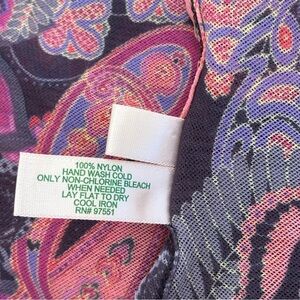 100% NYLON
HAND WASH COLD
ONLY NON-CHLORINE BLEACH
WHEN NEEDED
LAY FLAT TO DRY
COOL IRON
RN# 97551